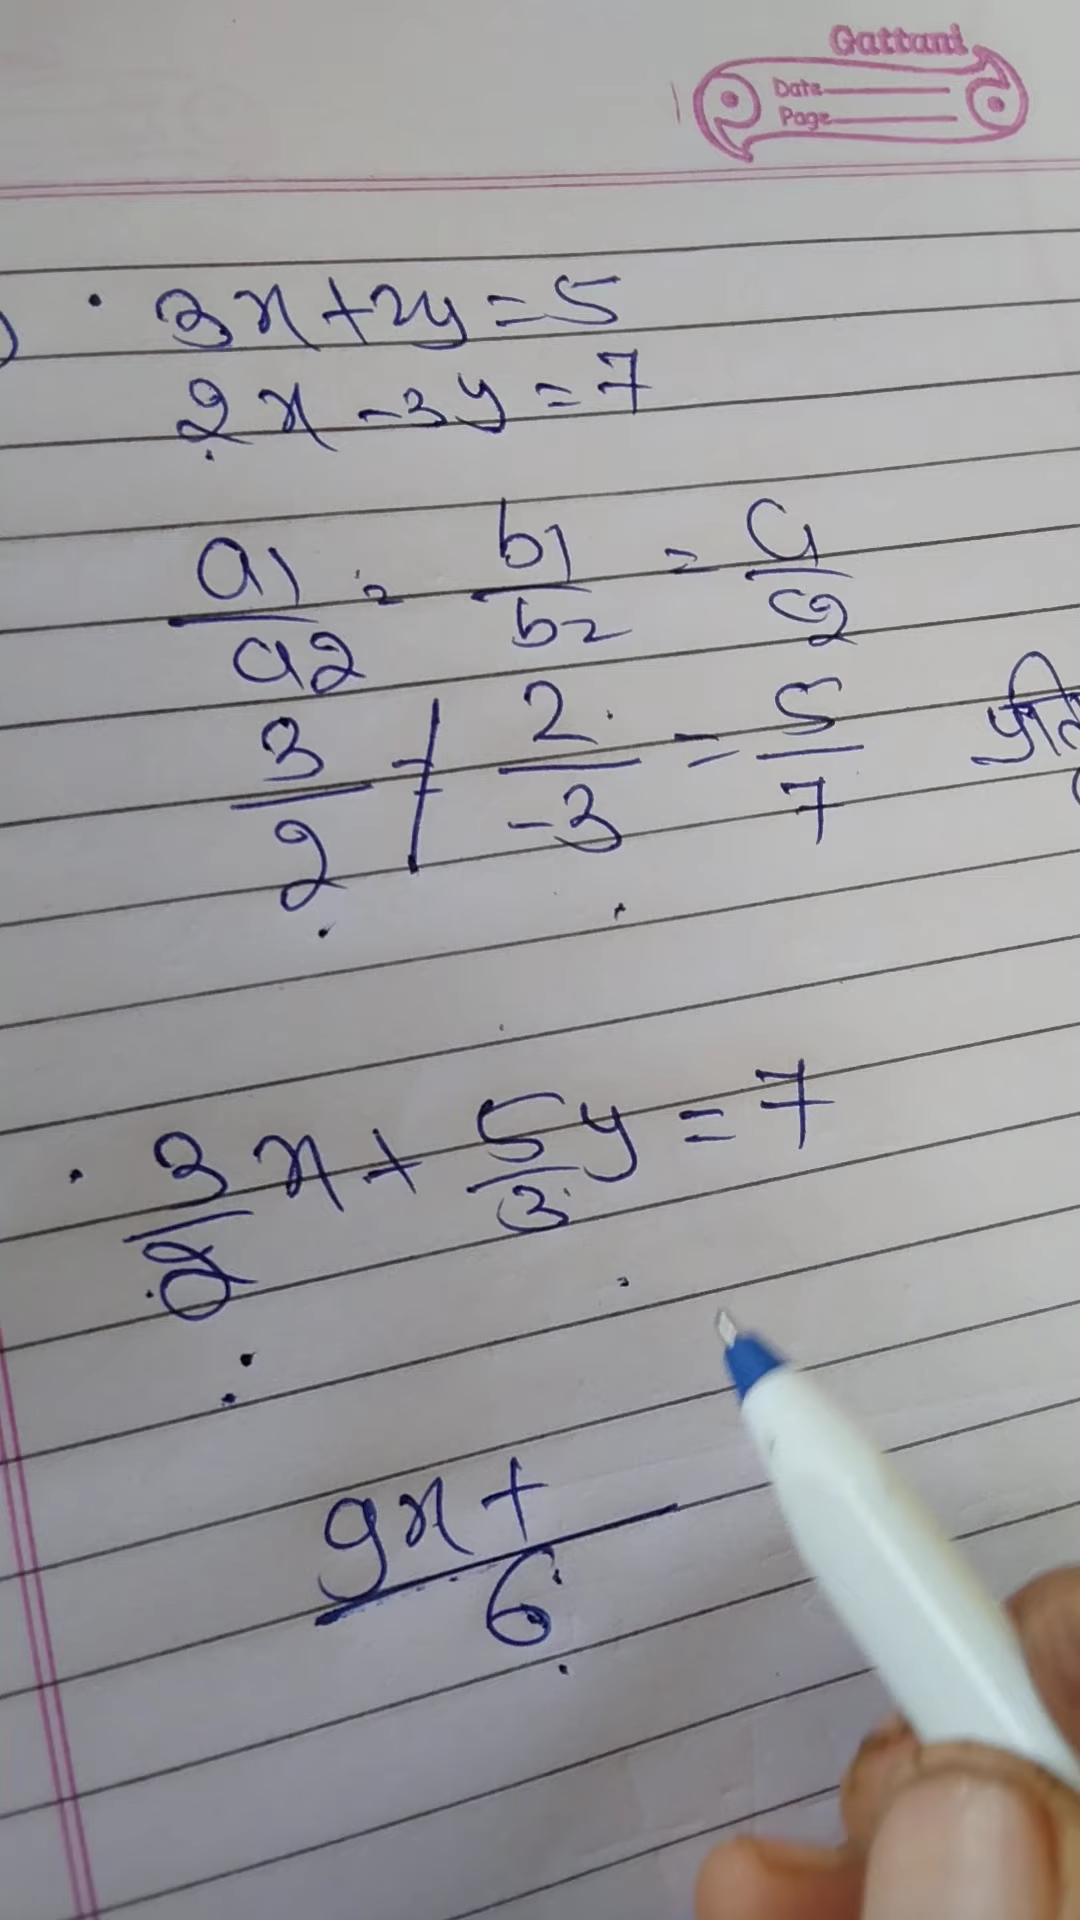 Gattani
Date
Page
3x+2y=5
2x-3y=7
a1/a2 = b1/b2 = c1/c2
3/2 ≠ 2/-3 = 5/7
3/2 x + 5/3 y = 7
9x+
6